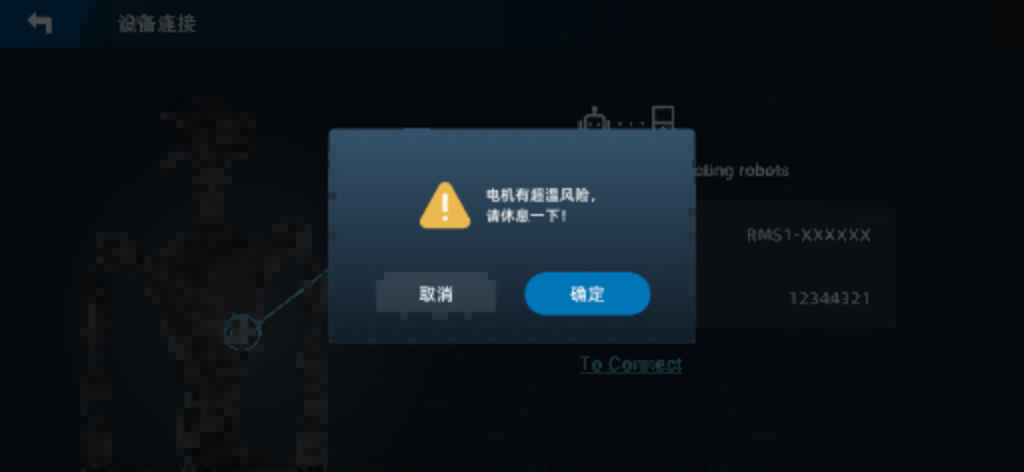 设备连接
电机有超温风险，
请休息一下！
取消
确定
robots
RMS1-XXXXXX
12344321
To Connect